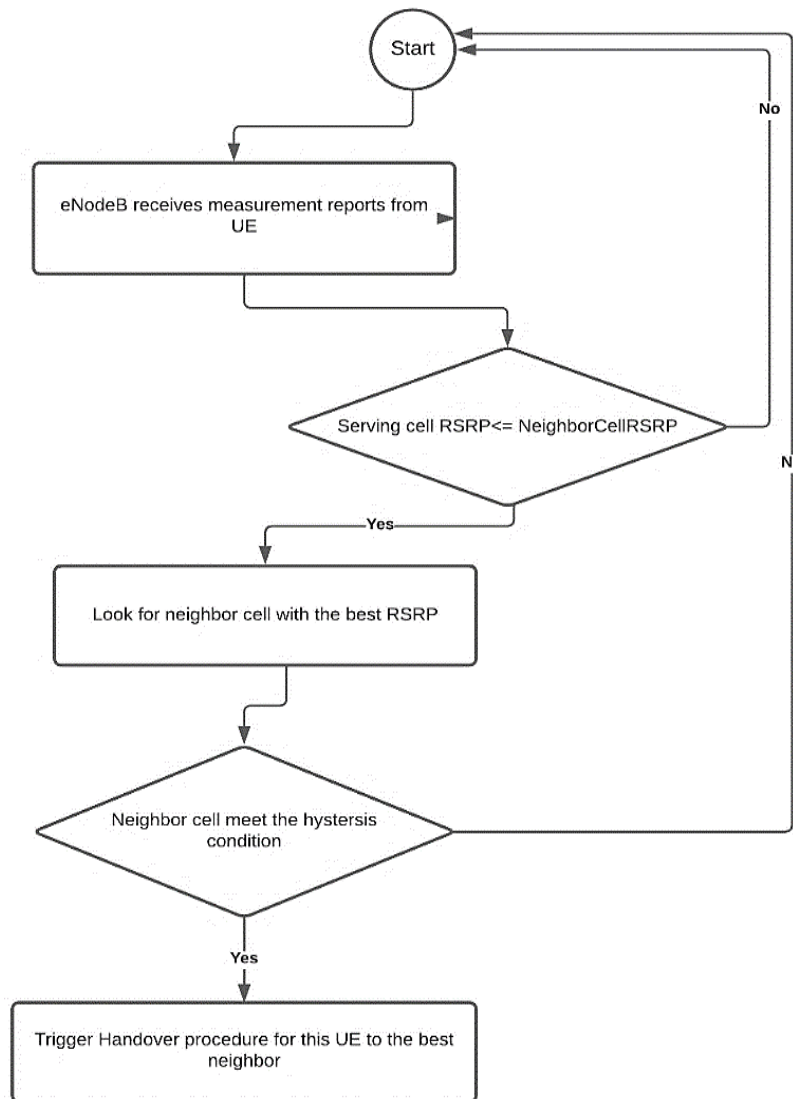 Start
No
eNodeB receives measurement reports from
UE
Serving cell RSRP<= NeighborCellRSRP
N
Yes
Look for neighbor cell with the best RSRP
Neighbor cell meet the hystersis
condition
Yes
Trigger Handover procedure for this UE to the best
neighbor